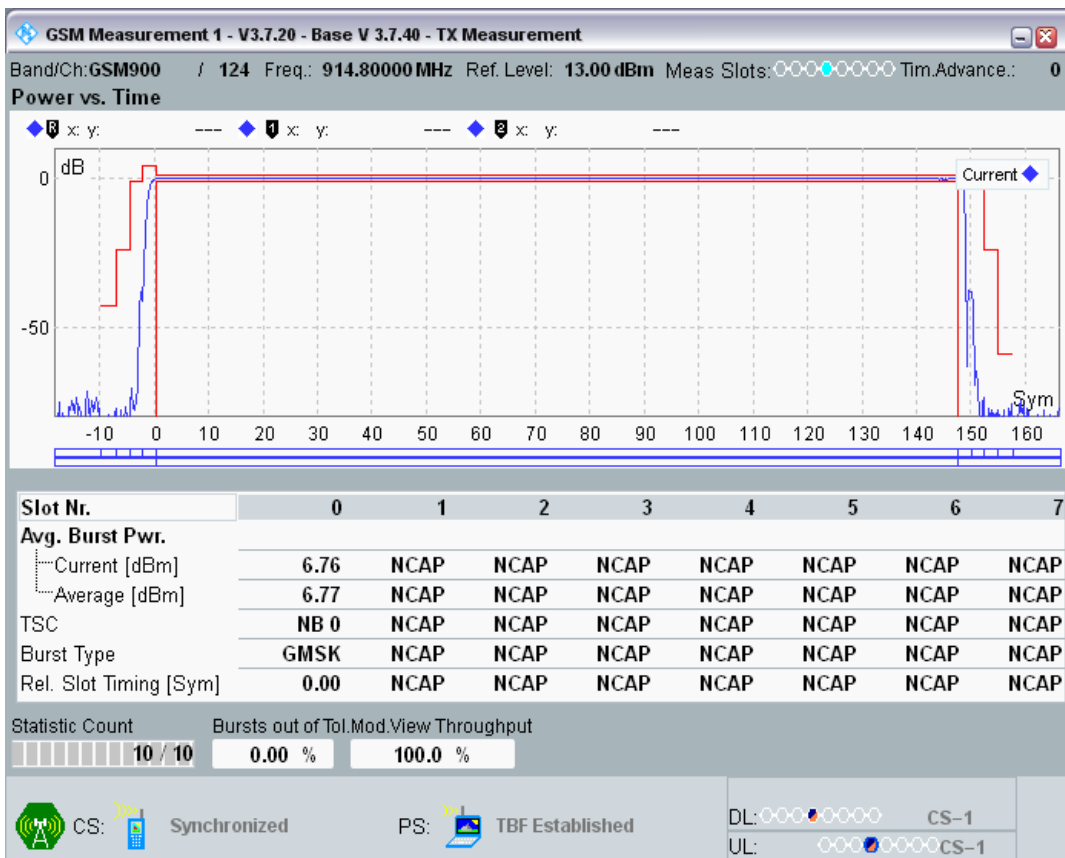 GSM Measurement 1 - V3.7.20 - Base V 3.7.40 - TX Measurement
Band/Ch:GSM900 / 124 Freq.: 914.80000 MHz Ref. Level: 13.00 dBm Meas Slots: Tim.Advance.: 0
Power vs. Time
R x: y: --- 1 x: y: --- 2 x: y: ---
dB
Current
0
-50
Sym
-10 0 10 20 30 40 50 60 70 80 90 100 110 120 130 140 150 160
Slot Nr. 0 1 2 3 4 5 6 7
Avg. Burst Pwr.
Current [dBm] 6.76 NCAP NCAP NCAP NCAP NCAP NCAP NCAP
Average [dBm] 6.77 NCAP NCAP NCAP NCAP NCAP NCAP NCAP
TSC NB 0 NCAP NCAP NCAP NCAP NCAP NCAP NCAP
Burst Type GMSK NCAP NCAP NCAP NCAP NCAP NCAP NCAP
Rel. Slot Timing [Sym] 0.00 NCAP NCAP NCAP NCAP NCAP NCAP NCAP
Statistic Count Bursts out of Tol.Mod.View Throughput
10 / 10 0.00 % 100.0 %
CS: Synchronized PS: TBF Established DL: CS-1
UL: CS-1